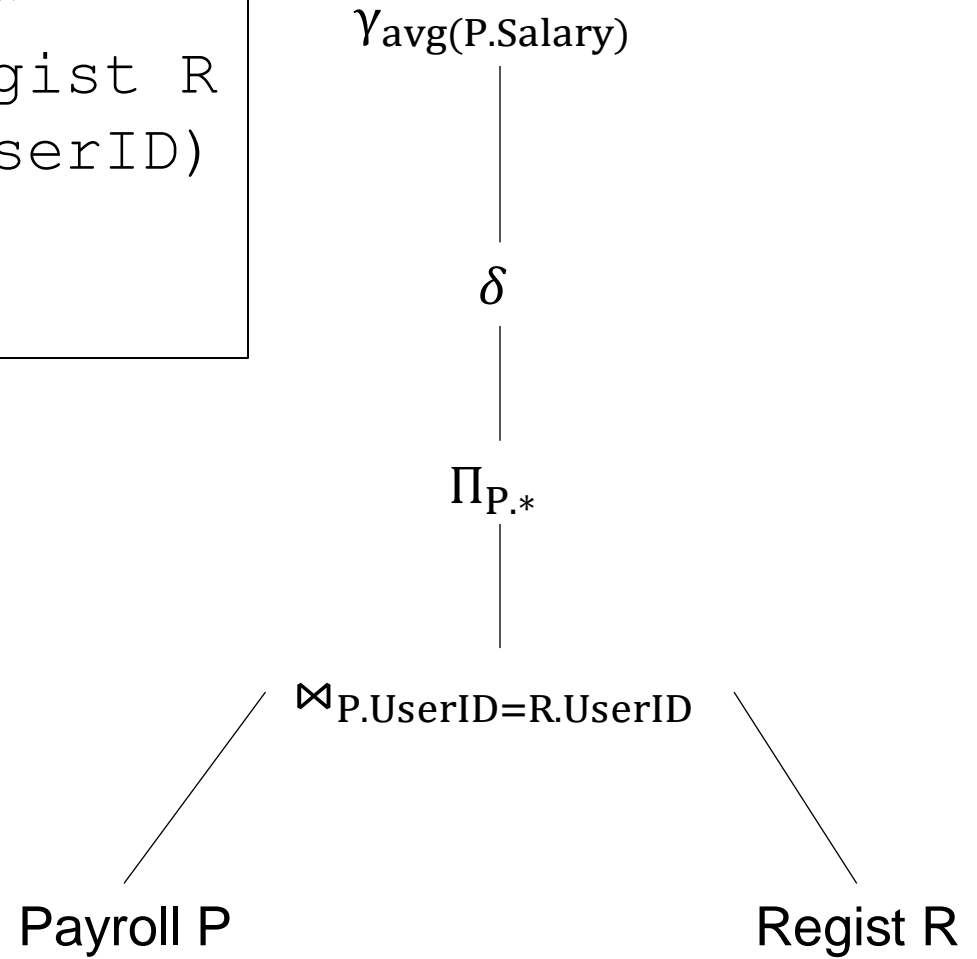 gist R
serID)
γavg(P.Salary)
δ
ΠP.*
⋈P.UserID=R.UserID
Payroll P
Regist R